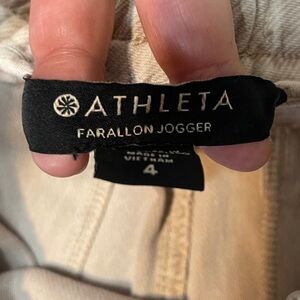 ATHLETA
FARALLON JOGGER
MADE IN
VIETNAM
4